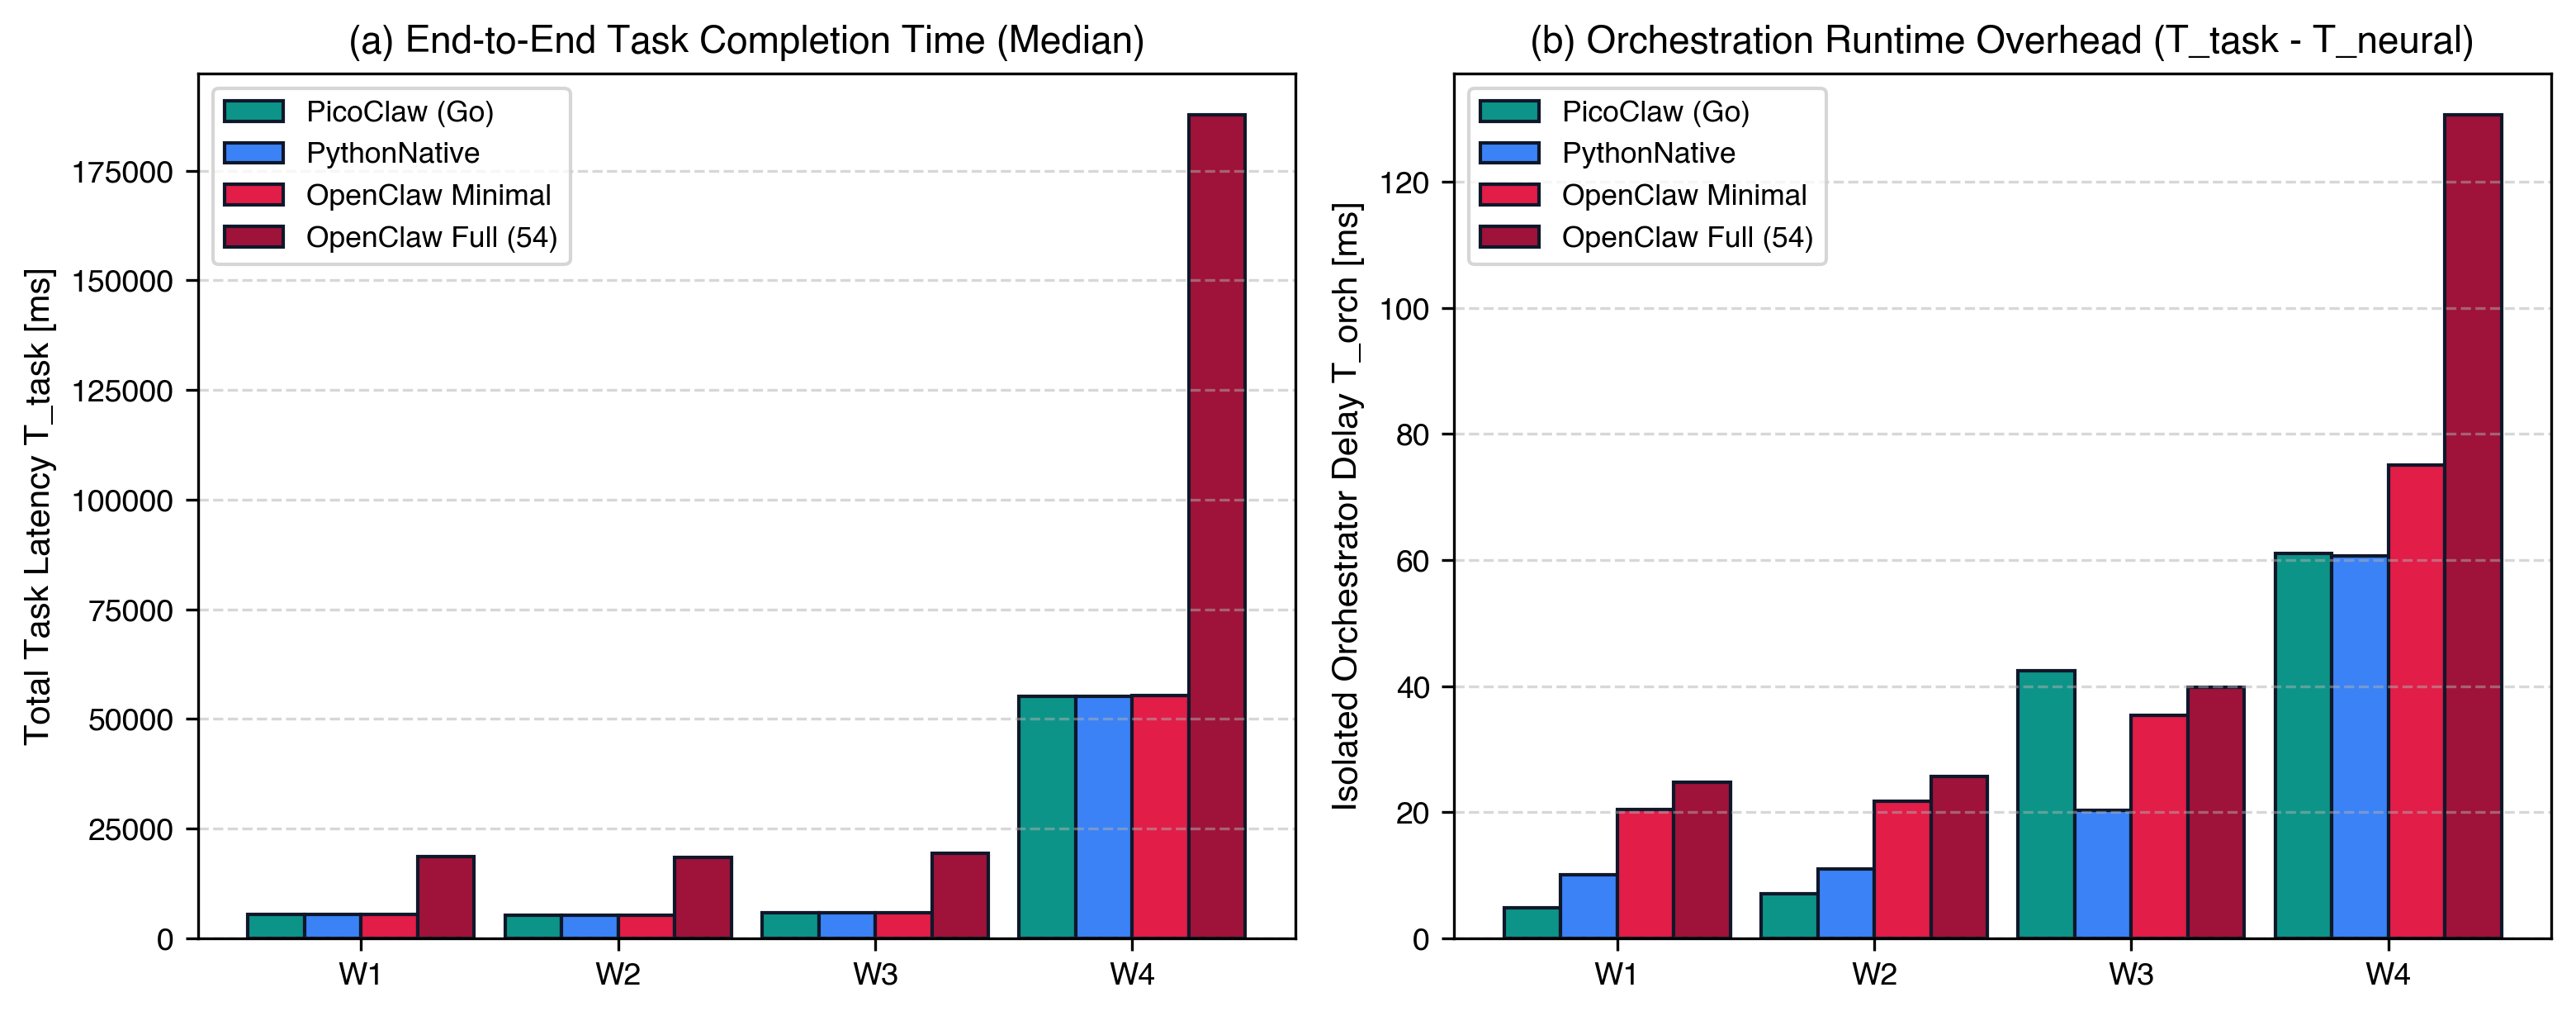 (a) End-to-End Task Completion Time (Median)
PicoClaw (Go)
PythonNative
OpenClaw Minimal
OpenClaw Full (54)
Total Task Latency T_task [ms]
175000
150000
125000
100000
75000
50000
25000
0
W1 W2 W3 W4
(b) Orchestration Runtime Overhead (T_task - T_neural)
PicoClaw (Go)
PythonNative
OpenClaw Minimal
OpenClaw Full (54)
Isolated Orchestrator Delay T_orch [ms]
120
100
80
60
40
20
0
W1 W2 W3 W4